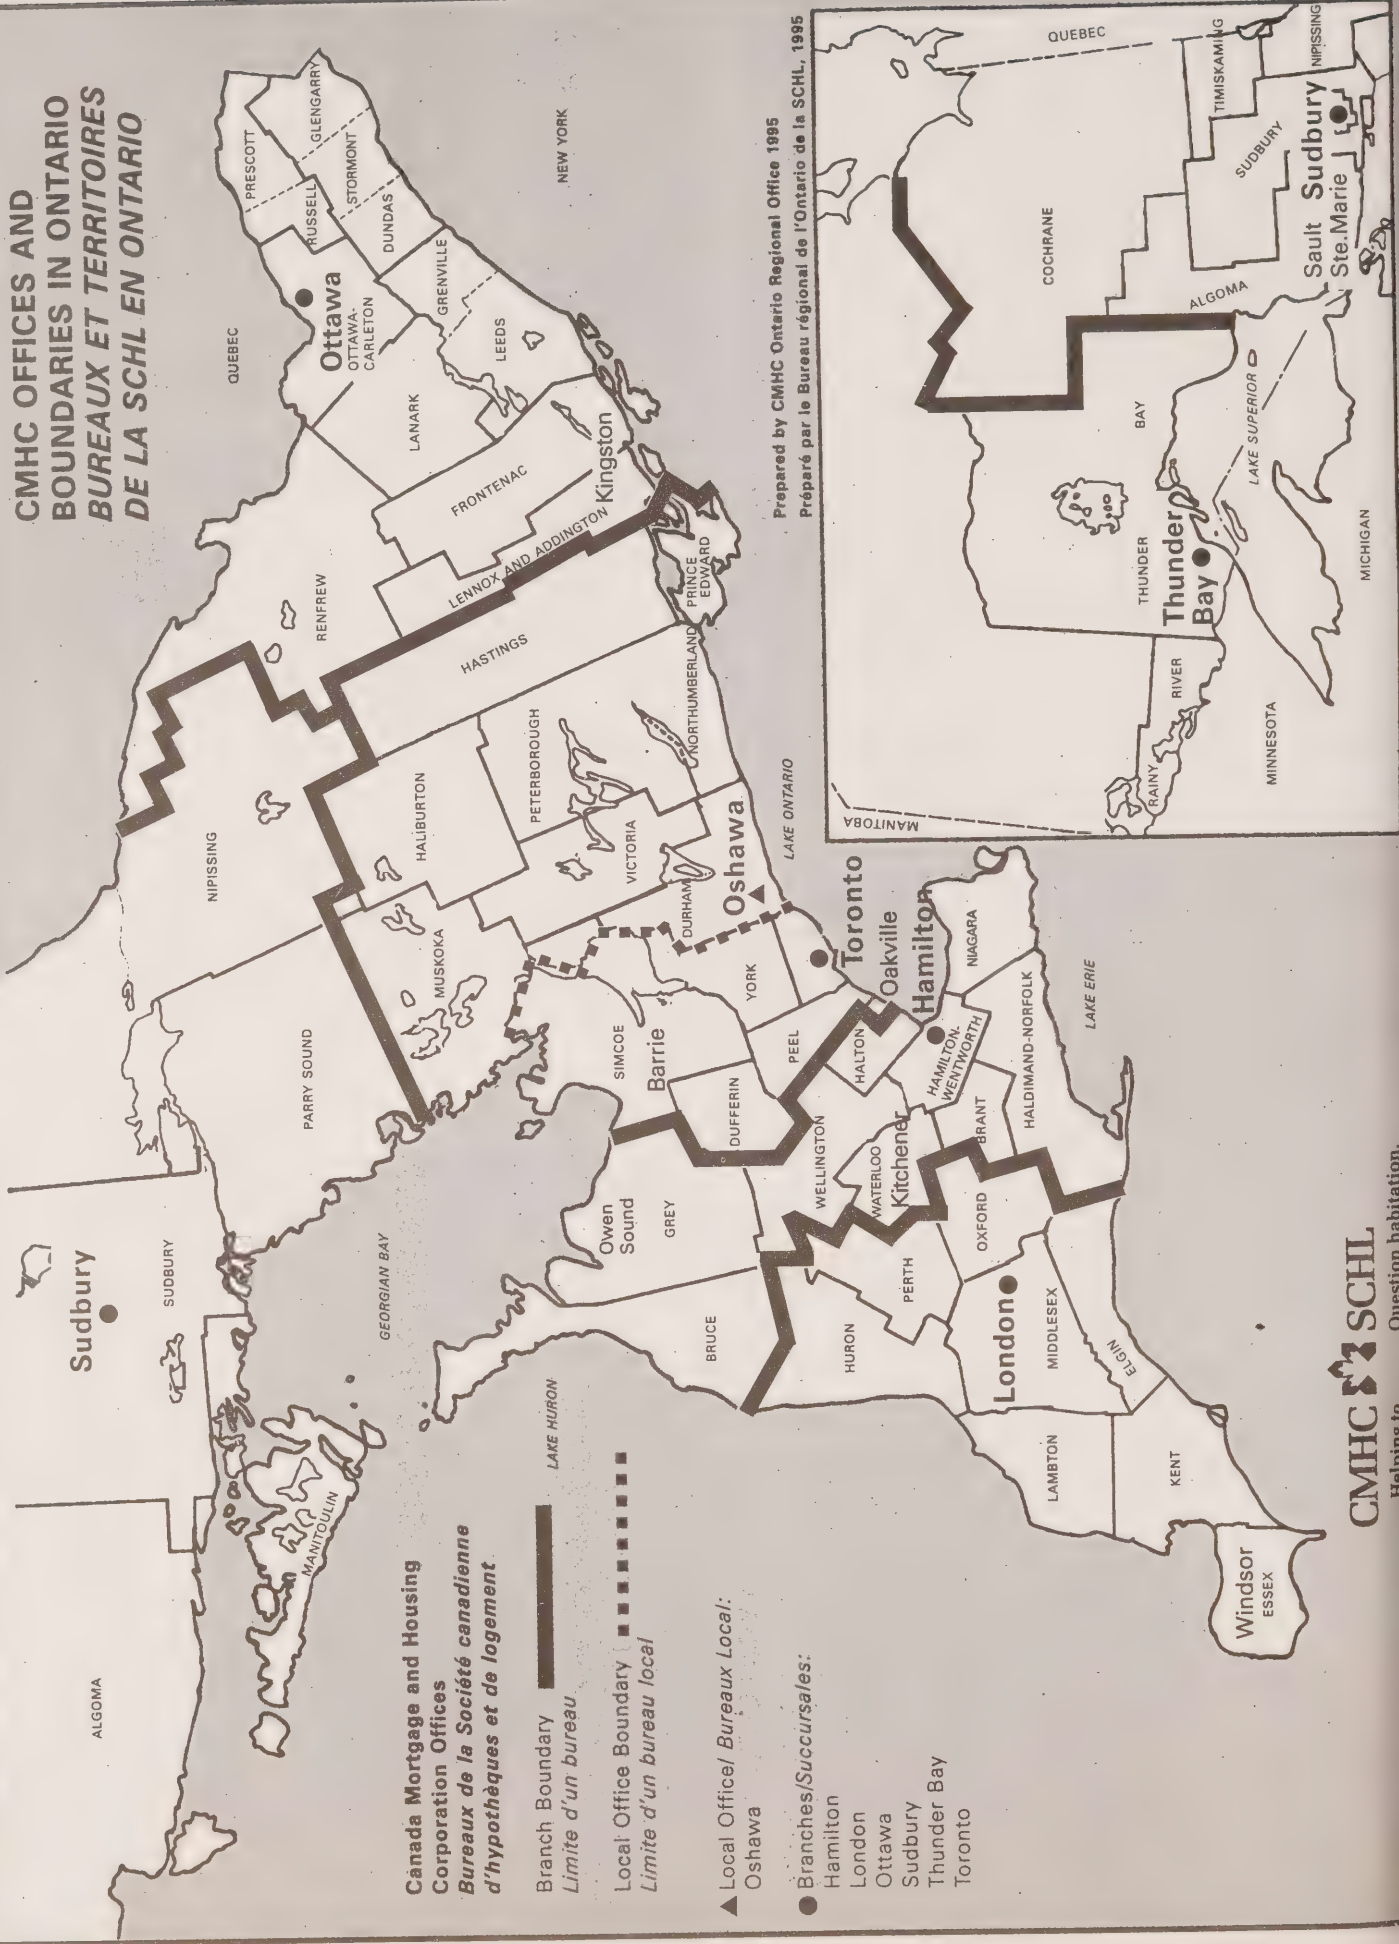 CMHC OFFICES AND
BOUNDARIES IN ONTARIO
BUREAUX ET TERRITOIRES
DE LA SCHL EN ONTARIO
QUEBEC
PRESCOTT
GLENGARRY
RUSSELL
STORMONT
DUNDAS
Ottawa
OTTAWA-
CARLETON
GRENVILLE
LEEDS
LANARK
NEW YORK
FRONTENAC
Kingston
LENNOX AND ADDINGTON
RENFREW
HASTINGS
PRINCE
EDWARD
NIPISSING
HALIBURTON
PETERBOROUGH
NORTHUMBERLAND
VICTORIA
DURHAM
Oshawa
LAKE ONTARIO
MUSKOKA
PARRY SOUND
YORK
Toronto
SIMCOE
Barrie
PEEL
Oakville
HALTON
Hamilton
HAMILTON-
WENTWORTH
NIAGARA
DUFFERIN
HALDIMAND-NORFOLK
LAKE ERIE
BRANT
WELLINGTON
WATERLOO
Kitchener
Owen
Sound
GREY
OXFORD
PERTH
BRUCE
HURON
London
MIDDLESEX
ELGIN
LAMBTON
KENT
Windsor
ESSEX
Sudbury
SUDBURY
GEORGIAN BAY
LAKE HURON
MANITOULIN
ALGOMA
Canada Mortgage and Housing
Corporation Offices
Bureaux de la Société canadienne
d'hypothèques et de logement
Branch Boundary
Limite d'un bureau
Local Office Boundary
Limite d'un bureau local
▲ Local Office/ Bureaux Local:
Oshawa
● Branches/Succursales:
Hamilton
London
Ottawa
Sudbury
Thunder Bay
Toronto
Prepared by CMHC Ontario Regional Office 1995
Préparé par le Bureau régional de l'Ontario de la SCHL, 1995
QUEBEC
TIMISKAMING
NIPISSING
COCHRANE
SUDBURY
Sudbury
Sault
Ste.Marie
ALGOMA
THUNDER
BAY
LAKE SUPERIOR
Thunder
Bay
MICHIGAN
RAINY
RIVER
MINNESOTA
MANITOBA
CMHC SCHL
Helping to
Question habitation,